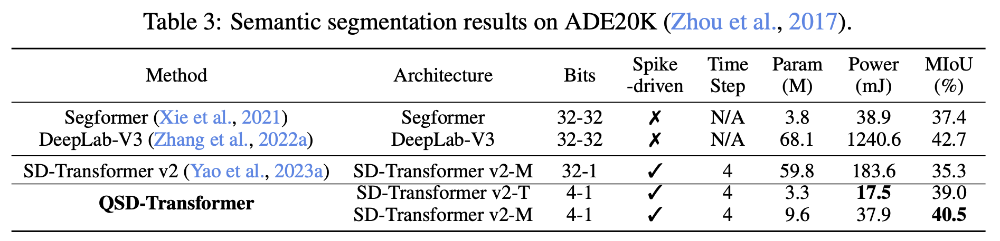 Table 3: Semantic segmentation results on ADE20K (Zhou et al., 2017).
Method Architecture Bits Spike-driven Time Step Param (M) Power (mJ) MIoU (%)
Segformer (Xie et al., 2021) Segformer 32-32 ✗ N/A 3.8 38.9 37.4
DeepLab-V3 (Zhang et al., 2022a) DeepLab-V3 32-32 ✗ N/A 68.1 1240.6 42.7
SD-Transformer v2 (Yao et al., 2023a) SD-Transformer v2-M 32-1 ✓ 4 59.8 183.6 35.3
QSD-Transformer SD-Transformer v2-T 4-1 ✓ 4 3.3 17.5 39.0
SD-Transformer v2-M 4-1 ✓ 4 9.6 37.9 40.5